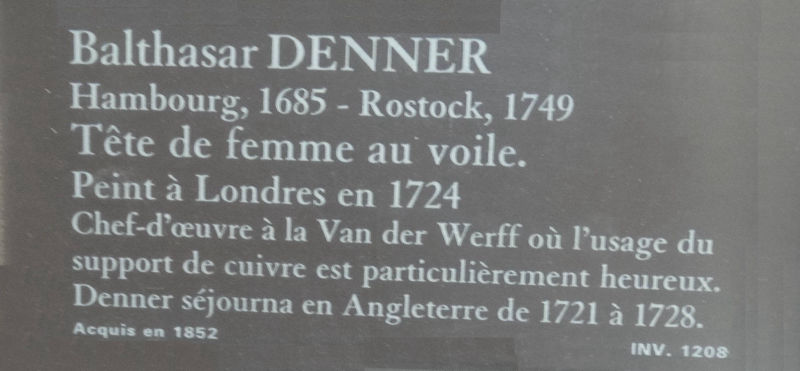 Balthasar DENNER
Hambourg, 1685 - Rostock, 1749
Tête de femme au voile.
Peint à Londres en 1724
Chef-d'œuvre à la Van der Werff où l'usage du
support de cuivre est particulièrement heureux.
Denner séjourna en Angleterre de 1721 à 1728.
Acquis en 1852
INV. 1208